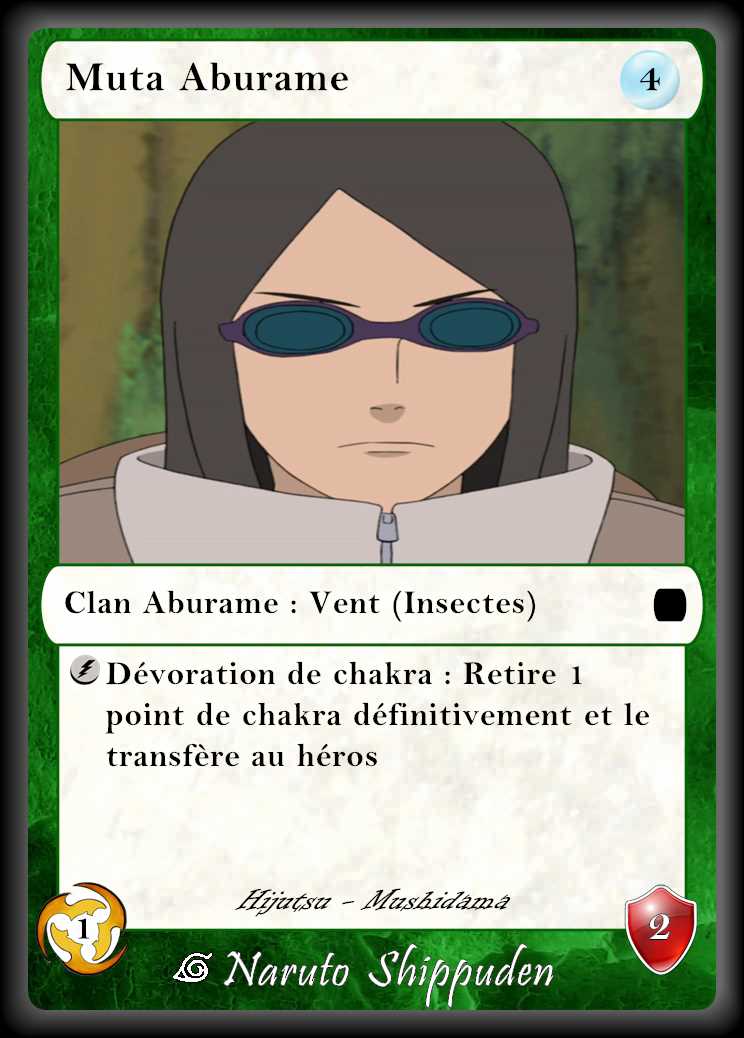 Muta Aburame 4
Clan Aburame : Vent (Insectes)
Dévoration de chakra : Retire 1
point de chakra définitivement et le
transfère au héros
Hijutsu - Mushidama
1 2
Naruto Shippuden